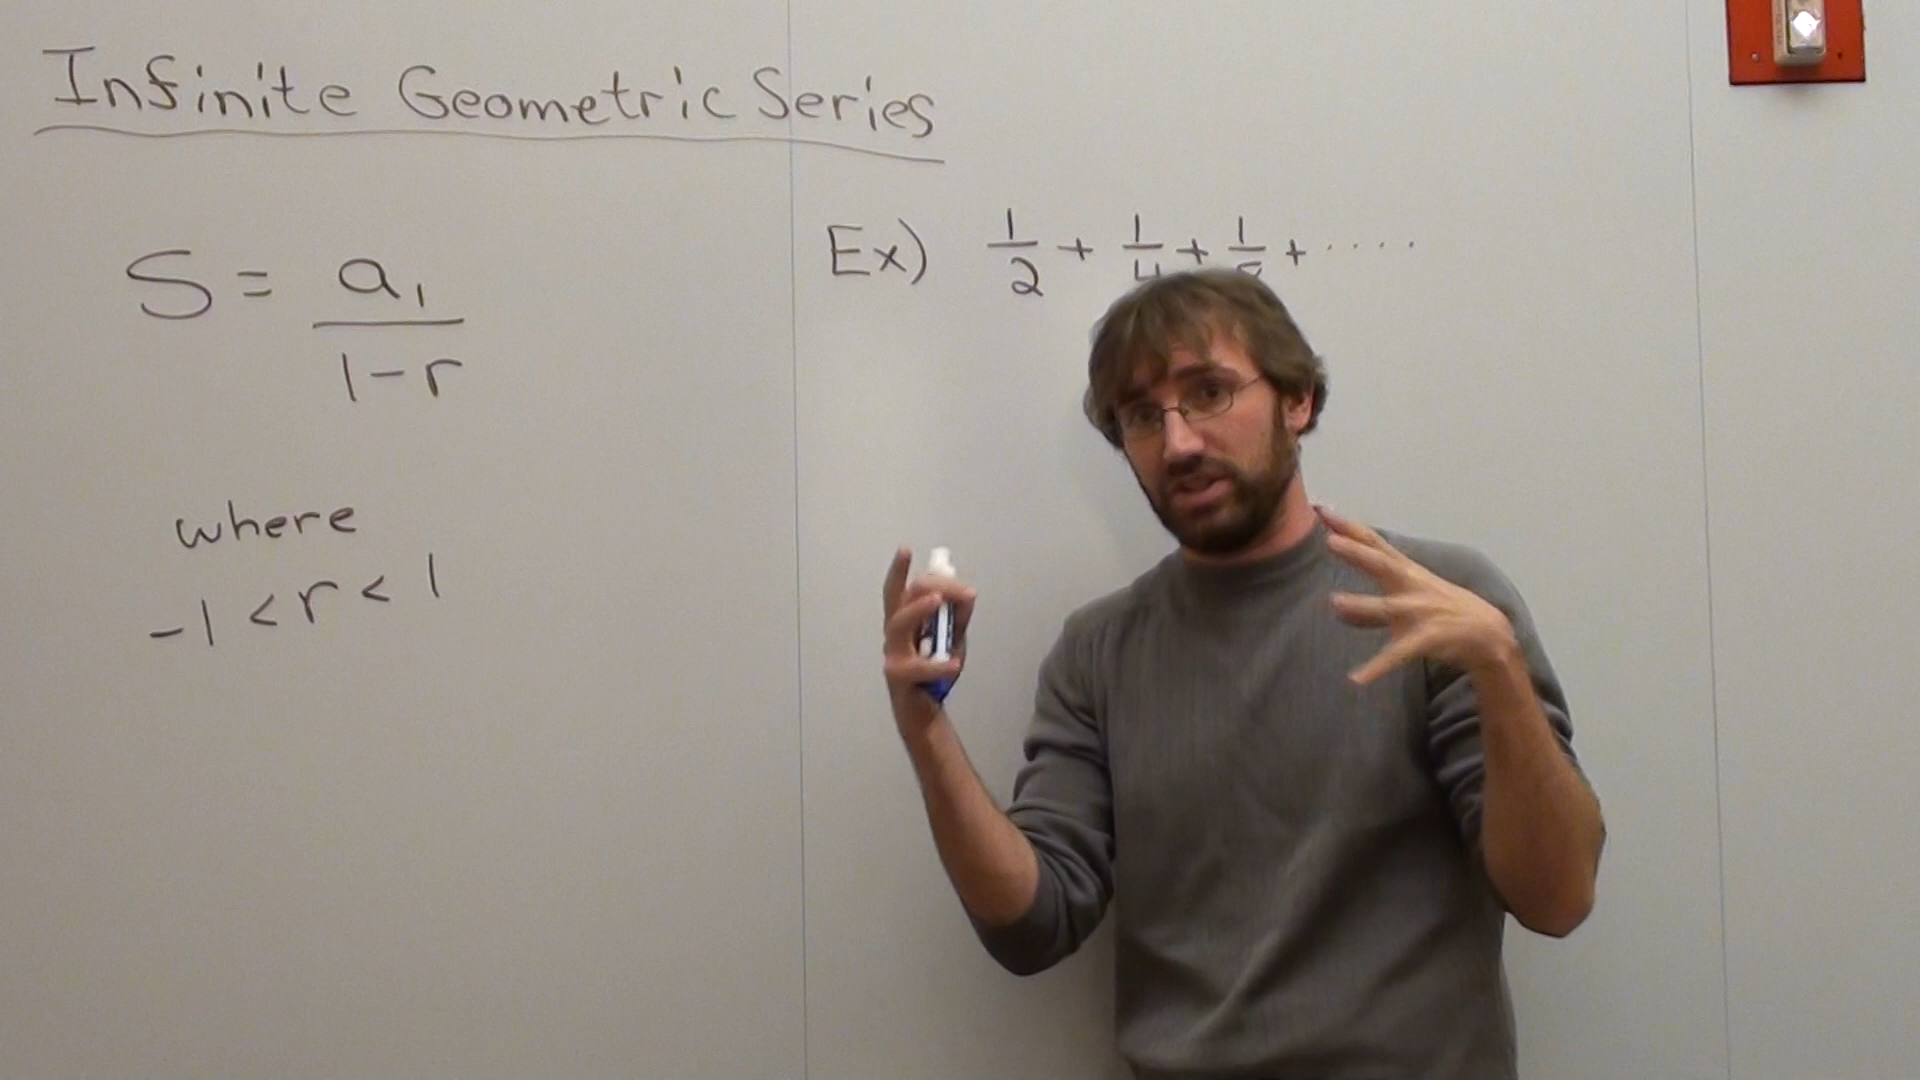 Infinite Geometric Series
S = a₁ / 1-r
where
-1 < r < 1
Ex) 1/2 + 1/4 + 1/8 + ....